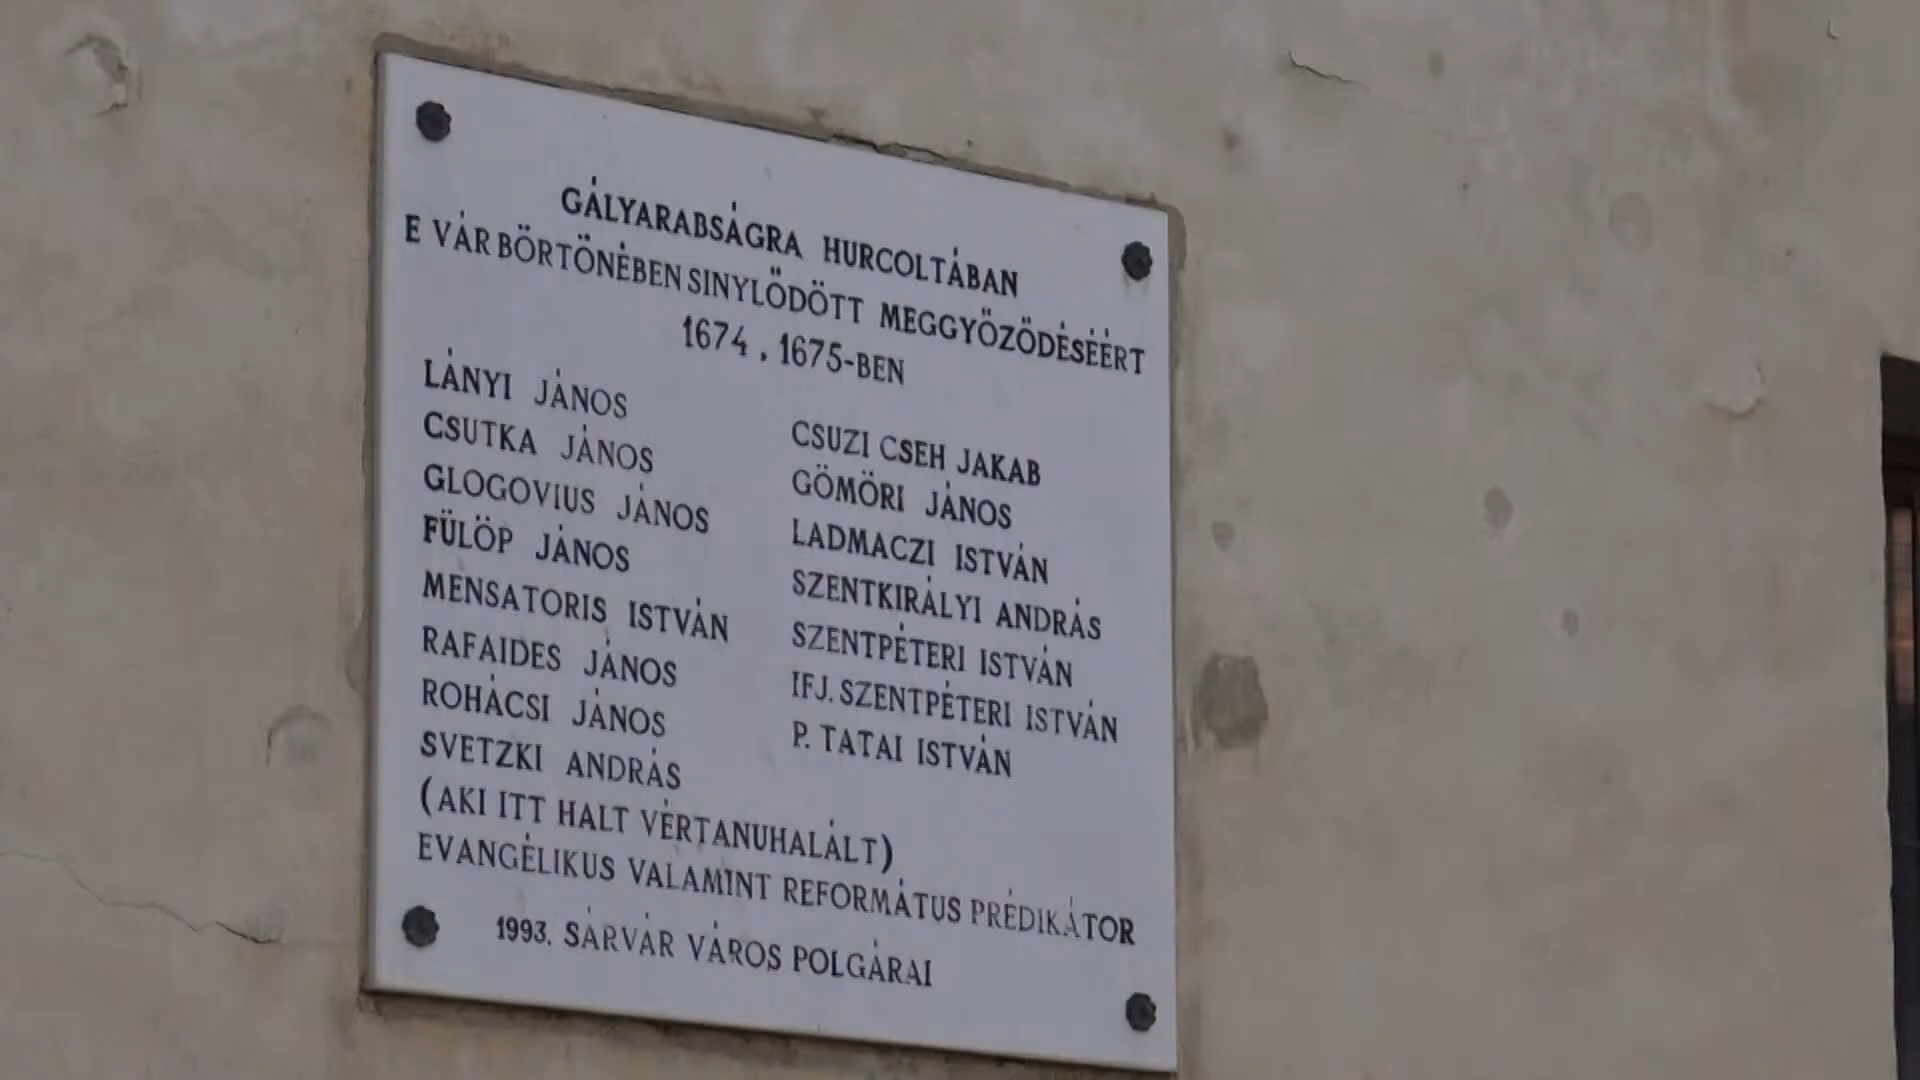 GÁLYARABSÁGRA HURCOLTÁBAN
E VÁR BÖRTÖNÉBEN SINYLŐDÖTT MEGGYŐZŐDÉSÉÉRT
1674. 1675-BEN
LÁNYI JÁNOS
CSUTKA JÁNOS
GLOGOVIUS JÁNOS
FÜLÖP JÁNOS
MENSATORIS ISTVÁN
RAFAIDES JÁNOS
ROHÁCSI JÁNOS
SVETZKI ANDRÁS
(AKI ITT HALT VÉRTANUHALÁLT)
CSUZI CSEH JAKAB
GÖMÖRI JÁNOS
LADMACZI ISTVÁN
SZENTKIRÁLYI ANDRÁS
SZENTPÉTERI ISTVÁN
IFJ. SZENTPÉTERI ISTVÁN
P. TATAI ISTVÁN
EVANGÉLIKUS VALAMINT REFORMÁTUS PRÉDIKÁTOR
1993. SÁRVÁR VÁROS POLGÁRAI